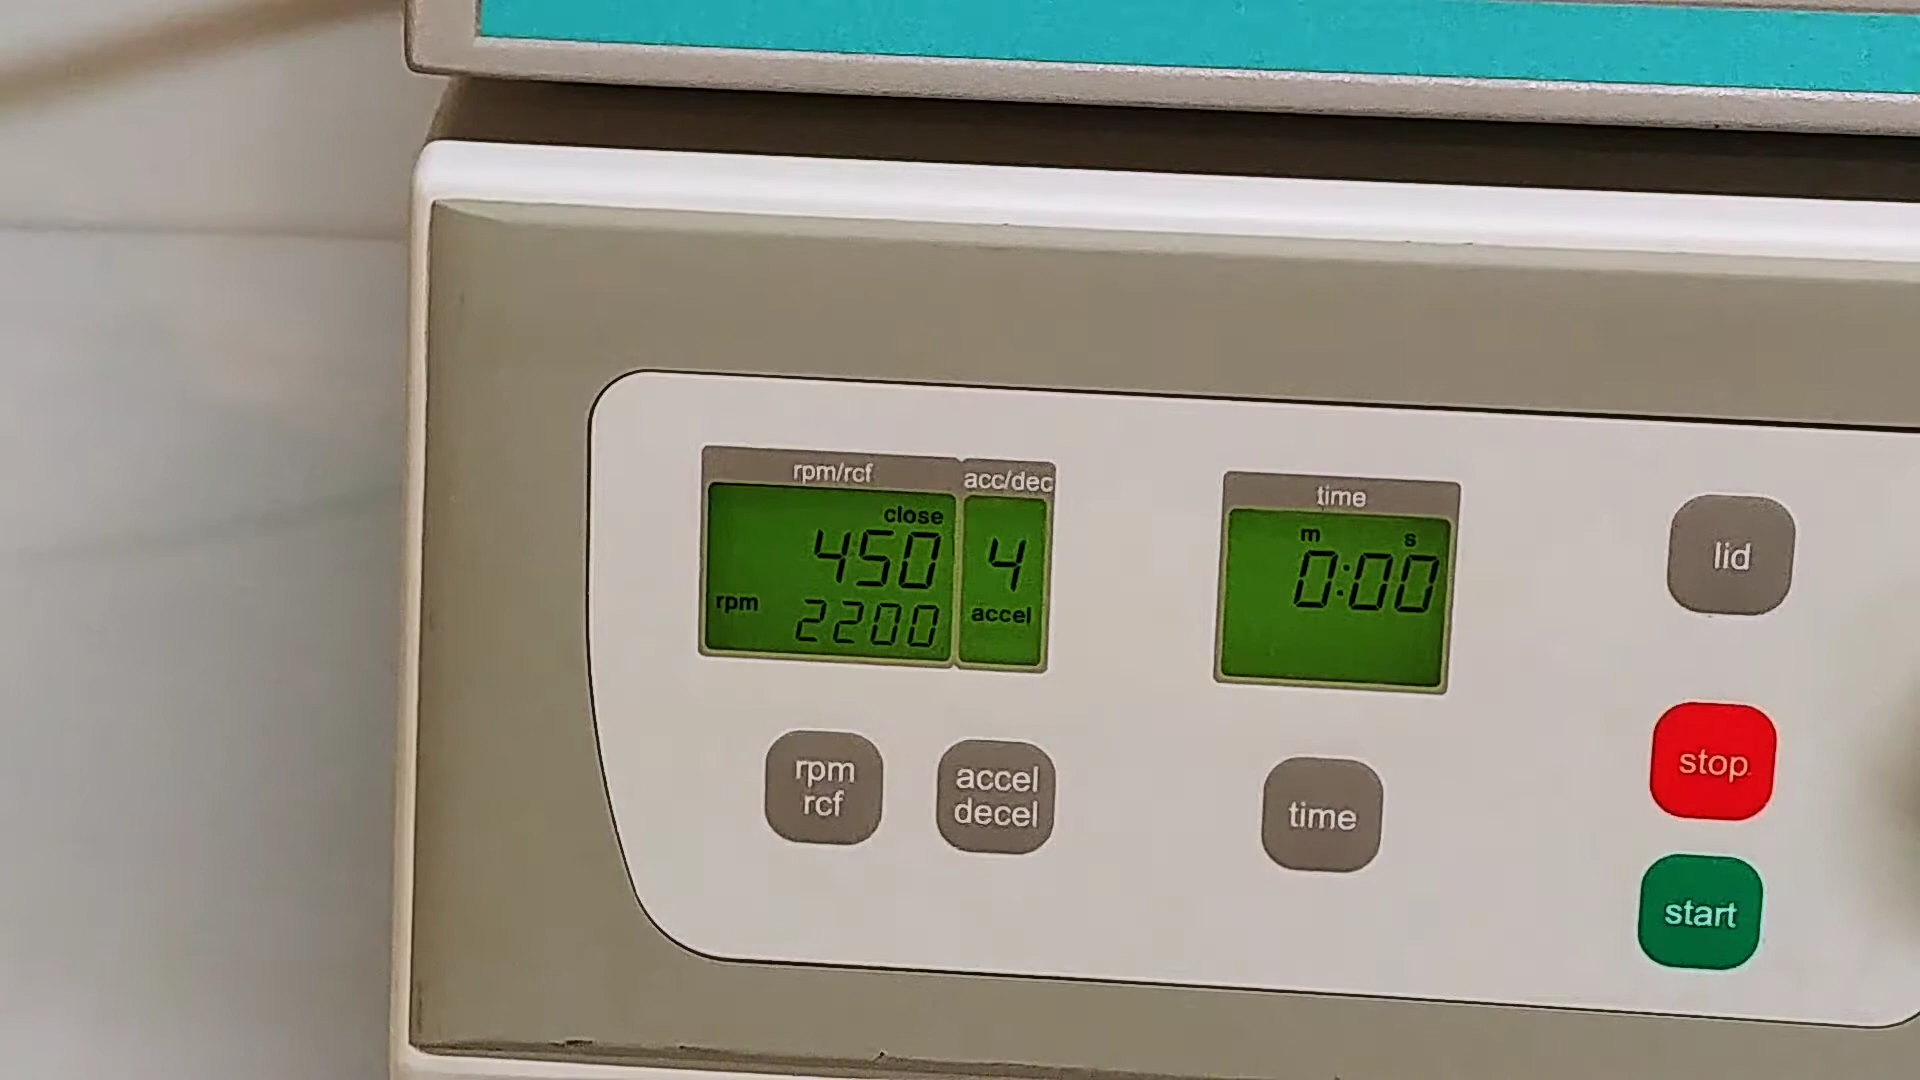 rpm/rcf
acc/dec
close
450
4
rpm 2200
accel
time
m s
0:00
lid
rpm
rcf
accel
decel
time
stop
start